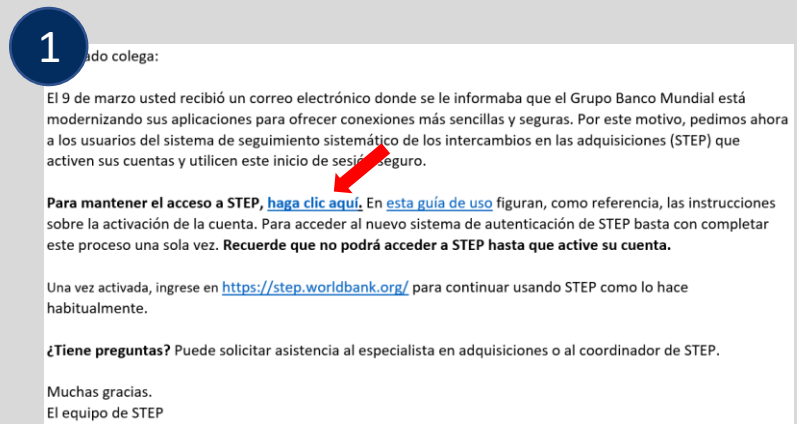 1
ado colega:
El 9 de marzo usted recibió un correo electrónico donde se le informaba que el Grupo Banco Mundial está
modernizando sus aplicaciones para ofrecer conexiones más sencillas y seguras. Por este motivo, pedimos ahora
a los usuarios del sistema de seguimiento sistemático de los intercambios en las adquisiciones (STEP) que
activen sus cuentas y utilicen este inicio de sesión seguro.
Para mantener el acceso a STEP, haga clic aquí. En esta guía de uso figuran, como referencia, las instrucciones
sobre la activación de la cuenta. Para acceder al nuevo sistema de autenticación de STEP basta con completar
este proceso una sola vez. Recuerde que no podrá acceder a STEP hasta que active su cuenta.
Una vez activada, ingrese en https://step.worldbank.org/ para continuar usando STEP como lo hace
habitualmente.
¿Tiene preguntas? Puede solicitar asistencia al especialista en adquisiciones o al coordinador de STEP.
Muchas gracias.
El equipo de STEP